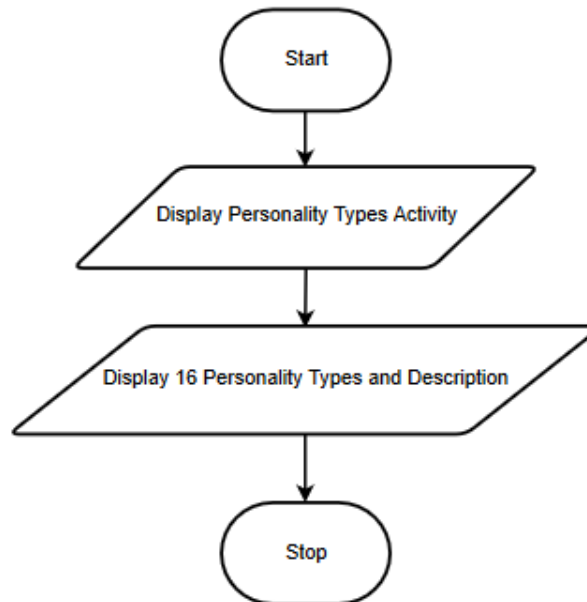 Start
Display Personality Types Activity
Display 16 Personality Types and Description
Stop